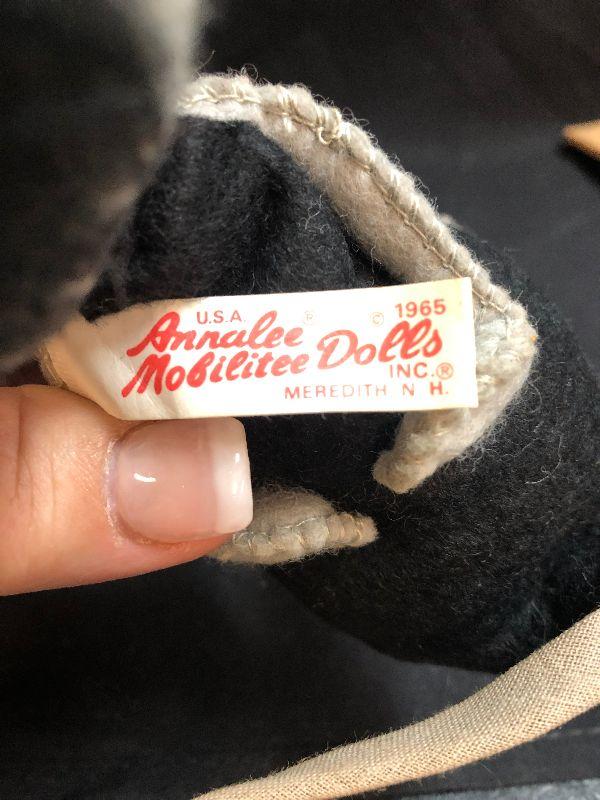 U.S.A. ® © 1965
Annalee
Mobilitee Dolls
INC.®
MEREDITH N H.